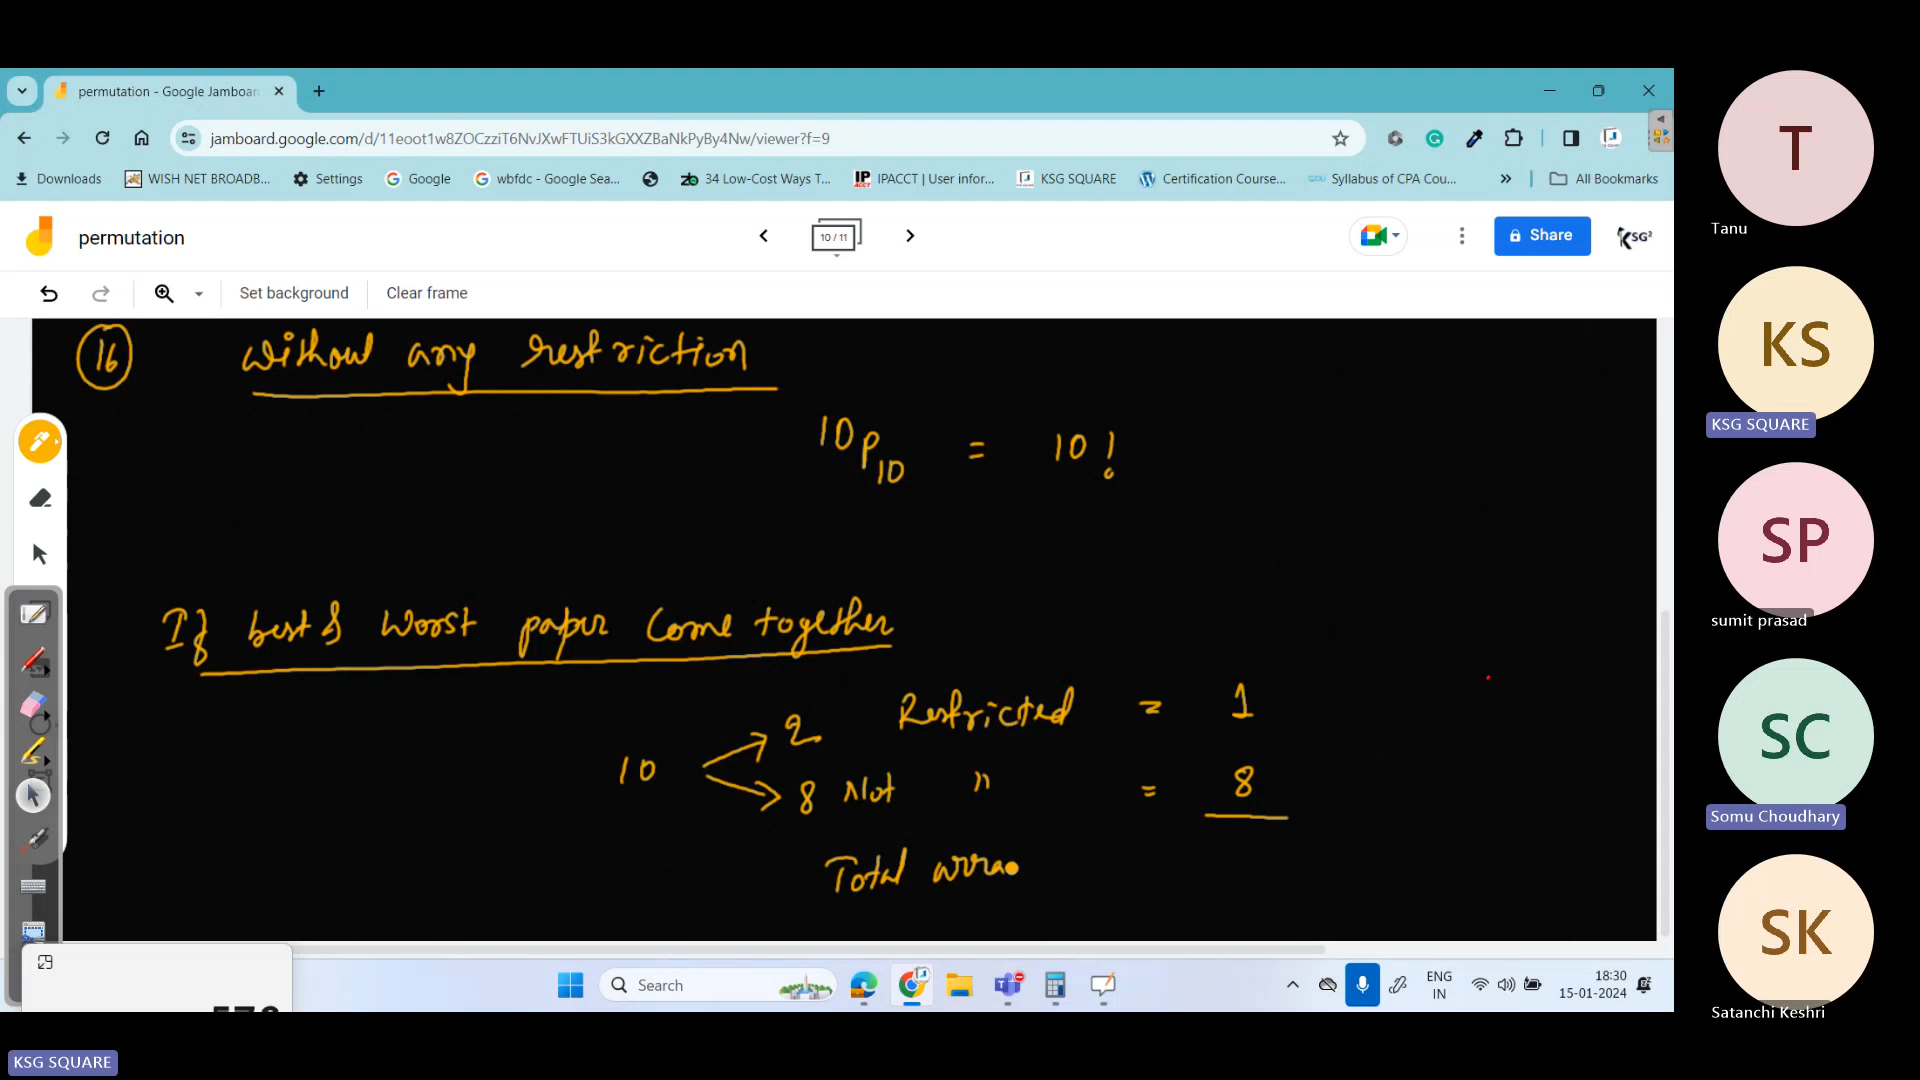 permutation - Google Jamboar
jamboard.google.com/d/11eoot1w8ZOCzziT6NvJXwFTUiS3kGXXZBaNkPyBy4Nw/viewer?f=9
Downloads WISH NET BROADB... Settings Google wbfdc - Google Sea... 34 Low-Cost Ways T... IPACCT | User infor... KSG SQUARE Certification Course... Syllabus of CPA Cou... » All Bookmarks
permutation 10 / 11 Share KSG²
Set background Clear frame
16 without any restriction
10P10 = 10!
If best & worst paper come together
2 Restricted = 1
10
8 Not " = 8
Total arra
Search ENG IN 18:30 15-01-2024
T
Tanu
KS
KSG SQUARE
SP
sumit prasad
SC
Somu Choudhary
SK
Satanchi Keshri
KSG SQUARE